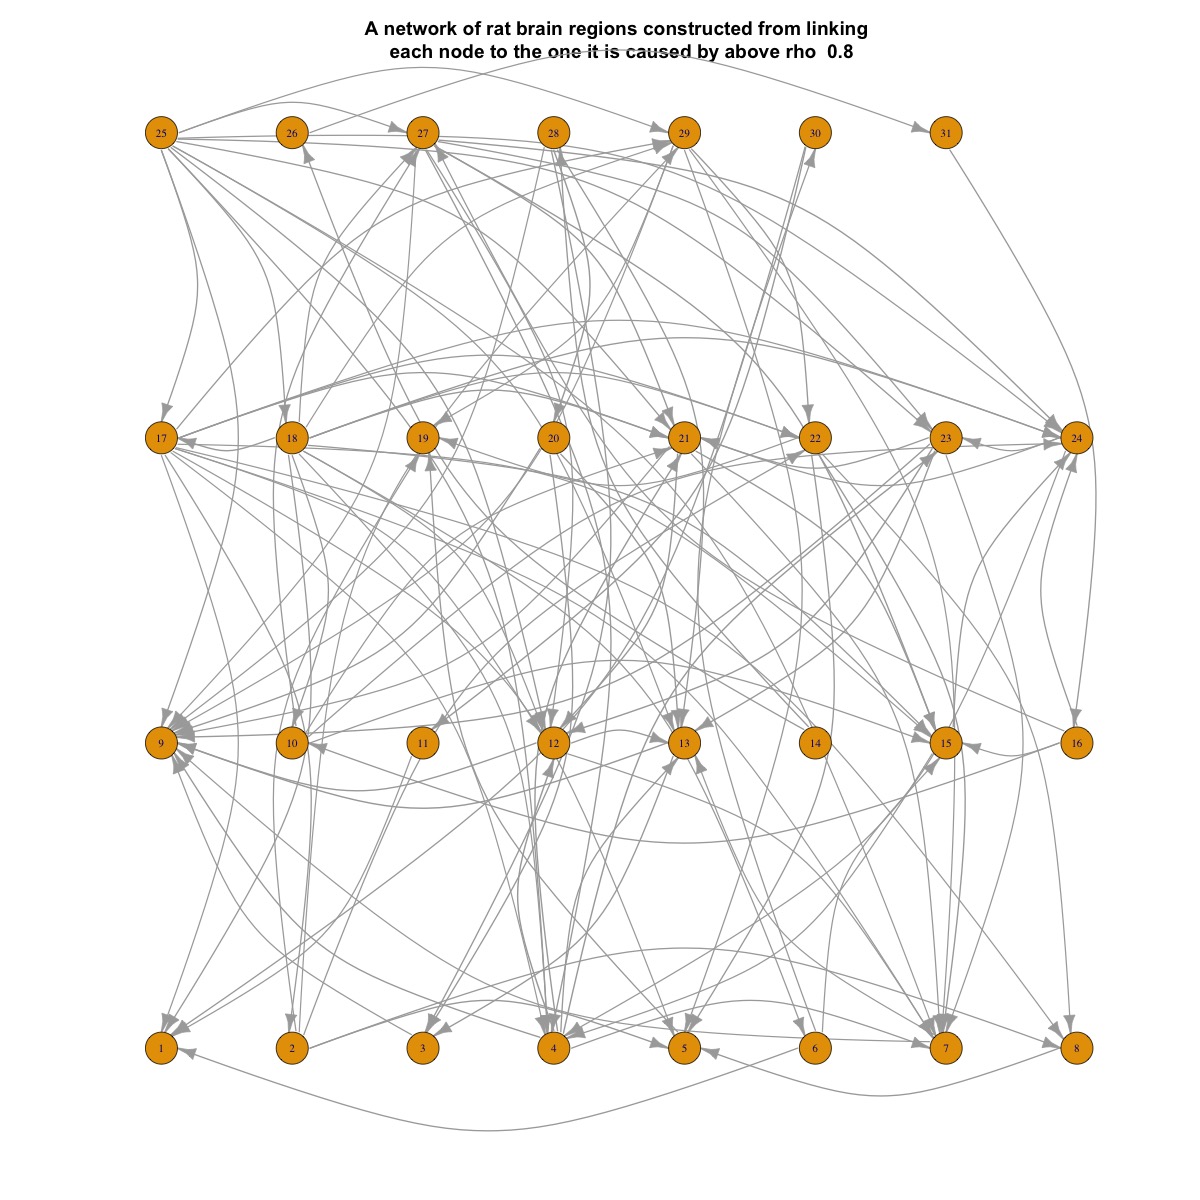 A network of rat brain regions constructed from linking
each node to the one it is caused by above rho  0.8
25 26 27 28 29 30 31
17 18 19 20 21 22 23 24
9 10 11 12 13 14 15 16
1 2 3 4 5 6 7 8